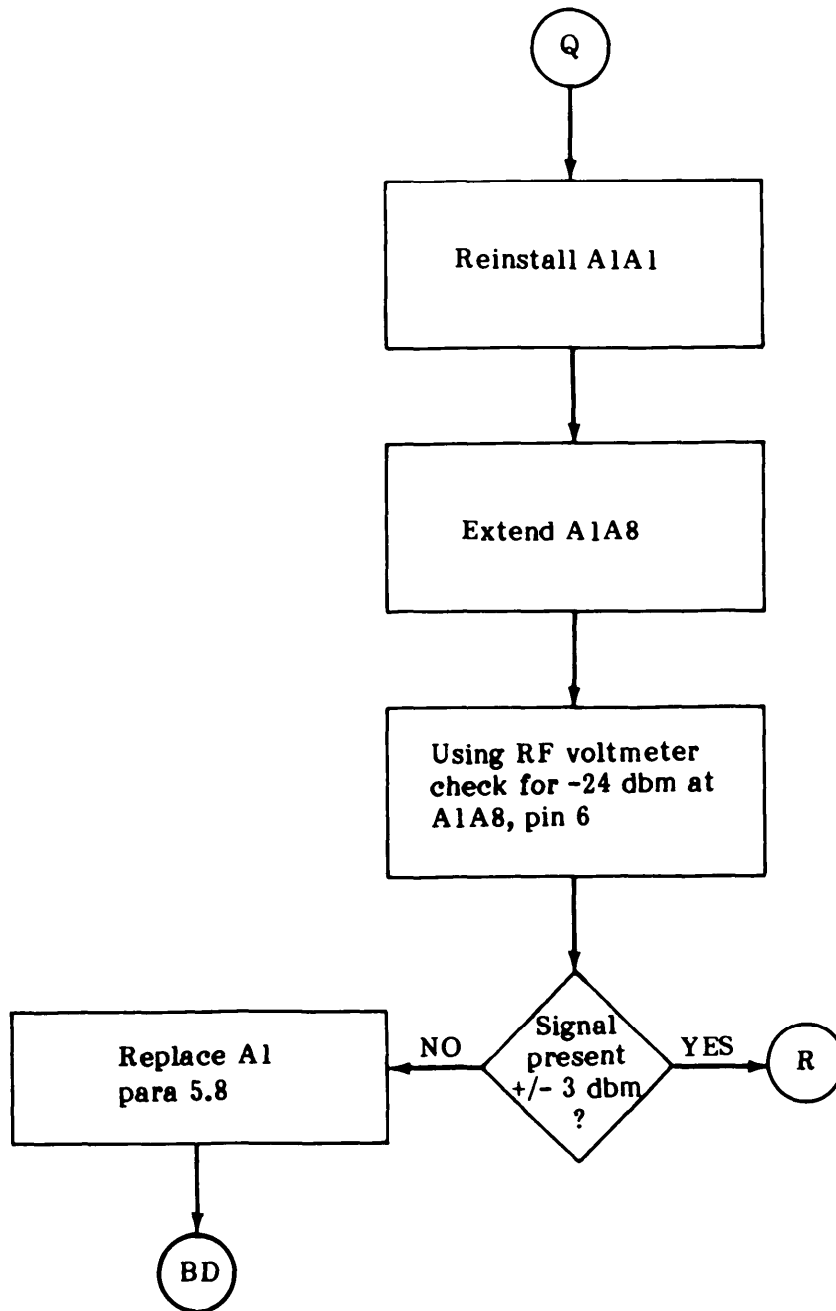 Q
Reinstall A1A1
Extend A1A8
Using RF voltmeter
check for -24 dbm at
A1A8, pin 6
Signal
present
+/- 3 dbm
?
NO
YES
R
Replace A1
para 5.8
BD